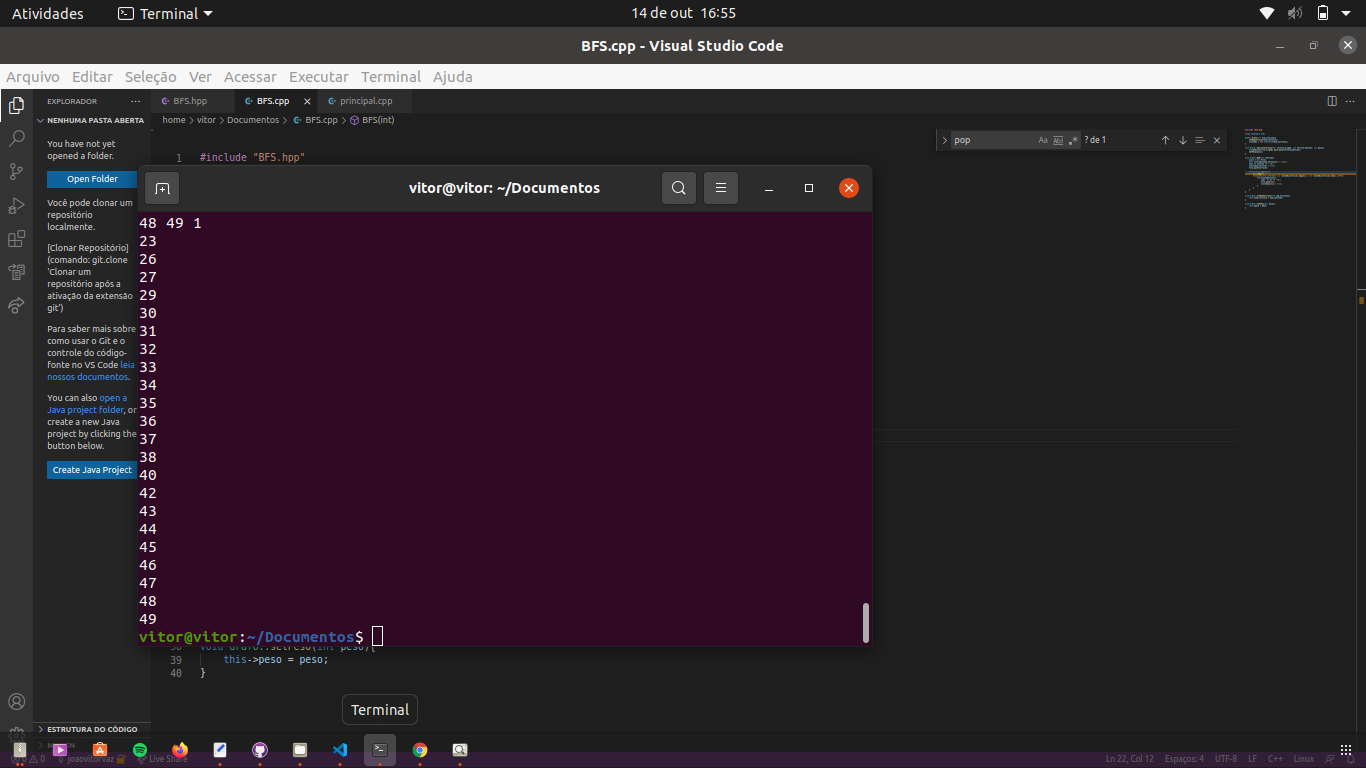 Atividades
Terminal
14 de out 16:55
BFS.cpp - Visual Studio Code
Arquivo Editar Seleção Ver Acessar Executar Terminal Ajuda
EXPLORADOR ···
BFS.hpp
BFS.cpp
principal.cpp
NENHUMA PASTA ABERTA
home > vitor > Documentos > BFS.cpp > BFS(int)
You have not yet
opened a folder.
Open Folder
Você pode clonar um
repositório
localmente.
[Clonar Repositório]
(comando: git.clone
'Clonar um
repositório após a
ativação da extensão
git')
Para saber mais sobre
como usar o Git e o
controle do código-
fonte no VS Code leia
nossos documentos.
You can also open a
Java project folder, or
create a new Java
project by clicking the
button below.
Create Java Project
1 #include "BFS.hpp"
pop
Aa Abl .*
? de 1
vitor@vitor: ~/Documentos
48 49 1
23
26
27
29
30
31
32
33
34
35
36
37
38
40
42
43
44
45
46
47
48
49
vitor@vitor:~/Documentos$
38 void Grafo::setPeso(int peso){
39 this->peso = peso;
40 }
Terminal
ESTRUTURA DO CÓDIGO
joaovitorvaz
Live Share
Ln 22, Col 12
Espaços: 4
UTF-8
LF
C++
Linux